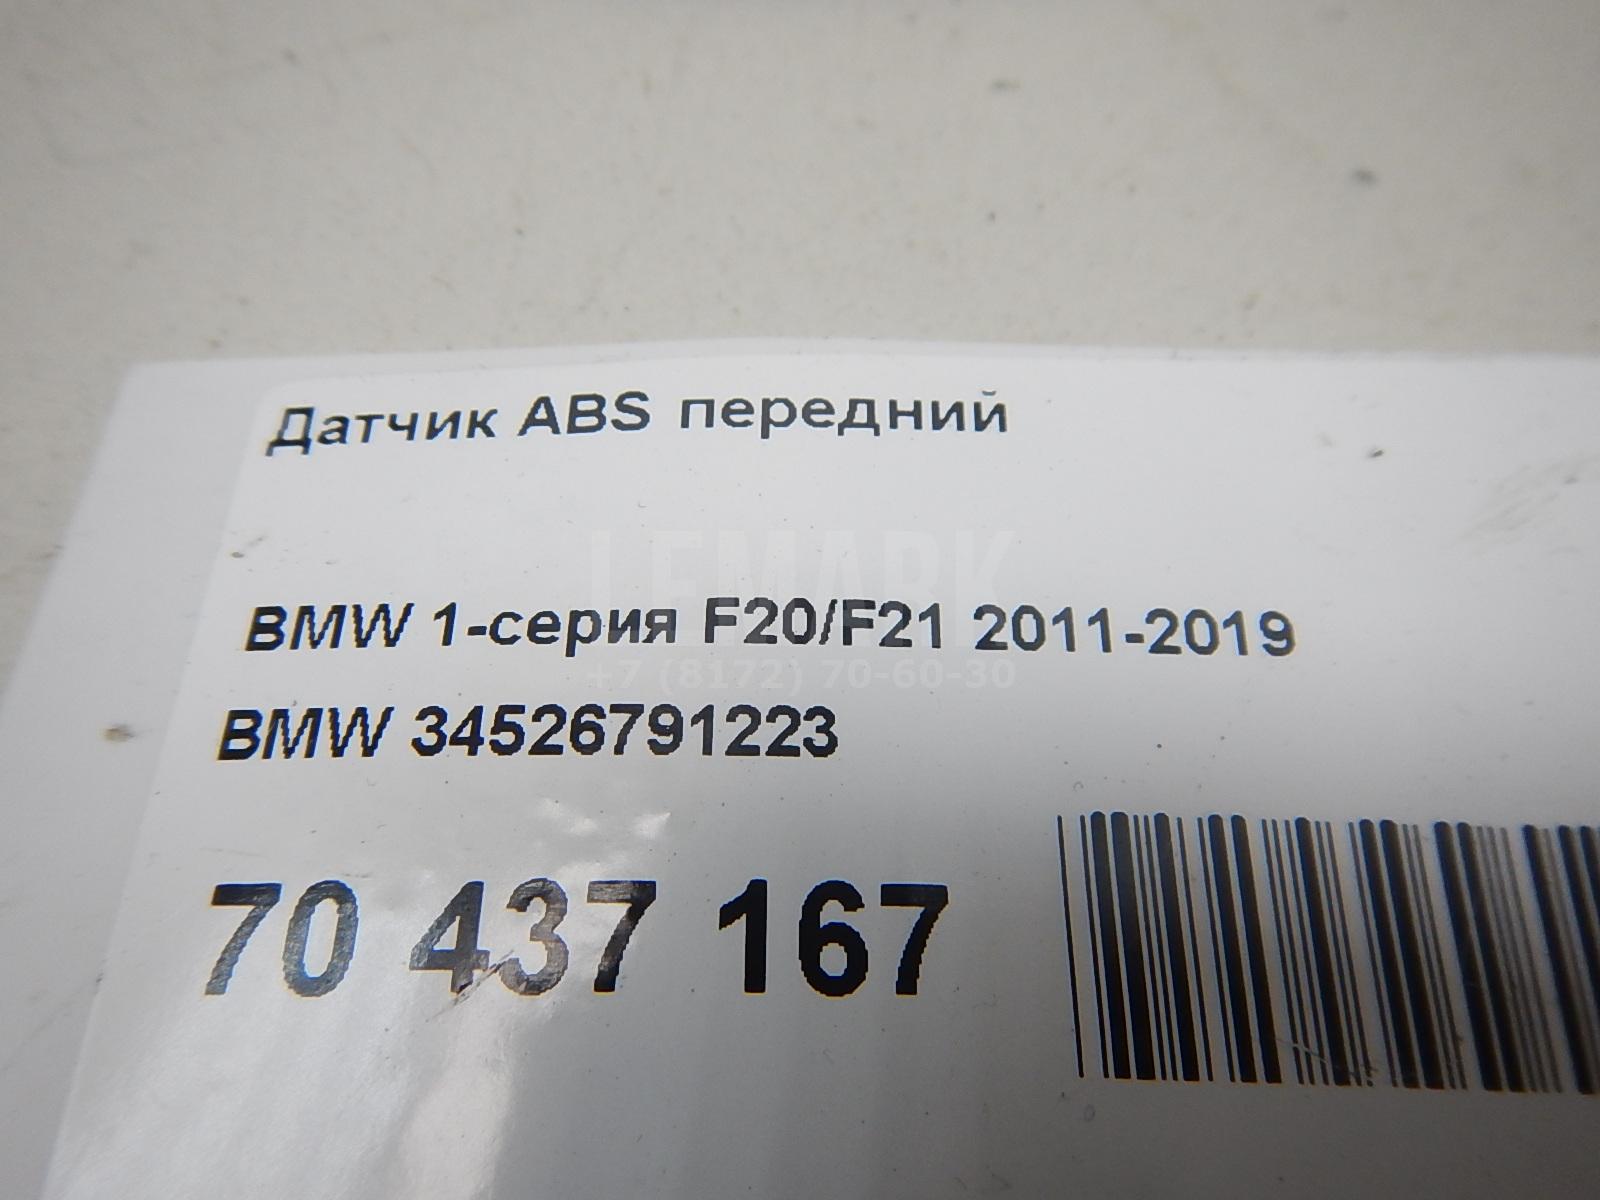 Датчик ABS передний
LEMARK
BMW 1-серия F20/F21 2011-2019
+7 (8172) 70-60-30
BMW 34526791223
70 437 167